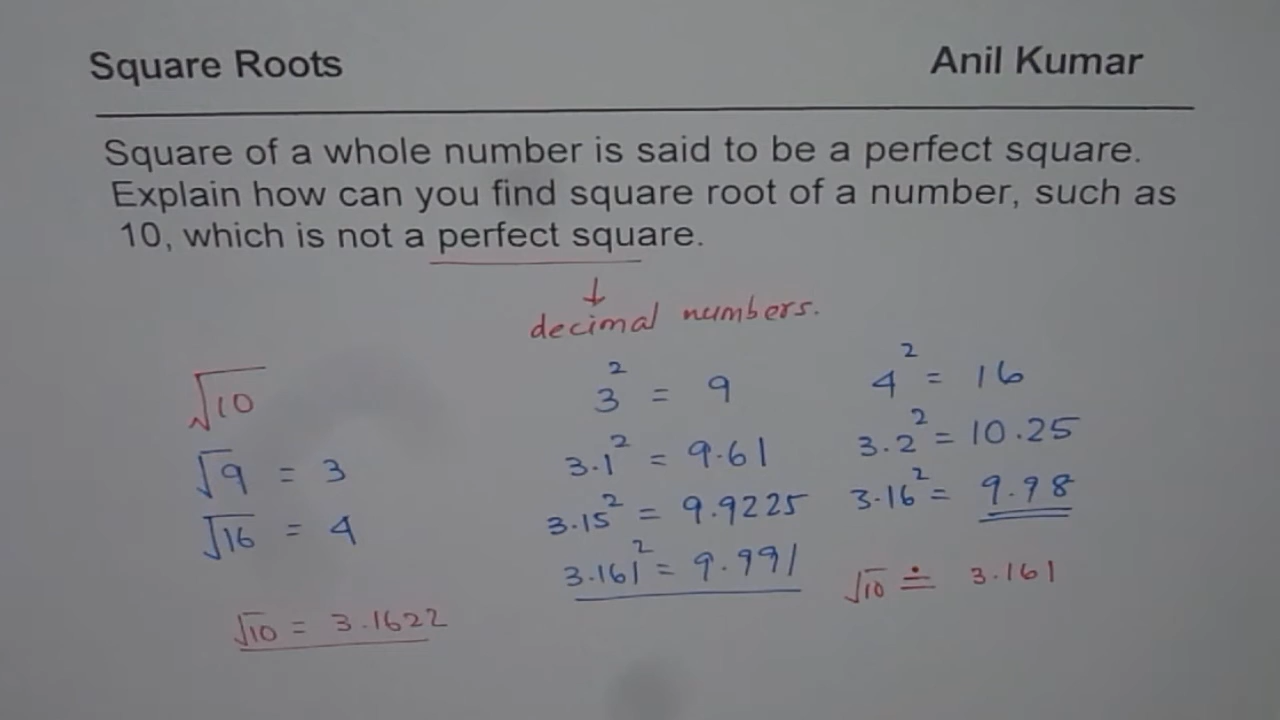 Square Roots Anil Kumar
Square of a whole number is said to be a perfect square.
Explain how can you find square root of a number, such as
10, which is not a perfect square.
↓
decimal numbers.
√10
3² = 9
4² = 16
√9 = 3
3.1² = 9.61
3.2² = 10.25
√16 = 4
3.15² = 9.9225
3.16² = 9.98
3.161² = 9.991
√10 ≐ 3.161
√10 = 3.1622